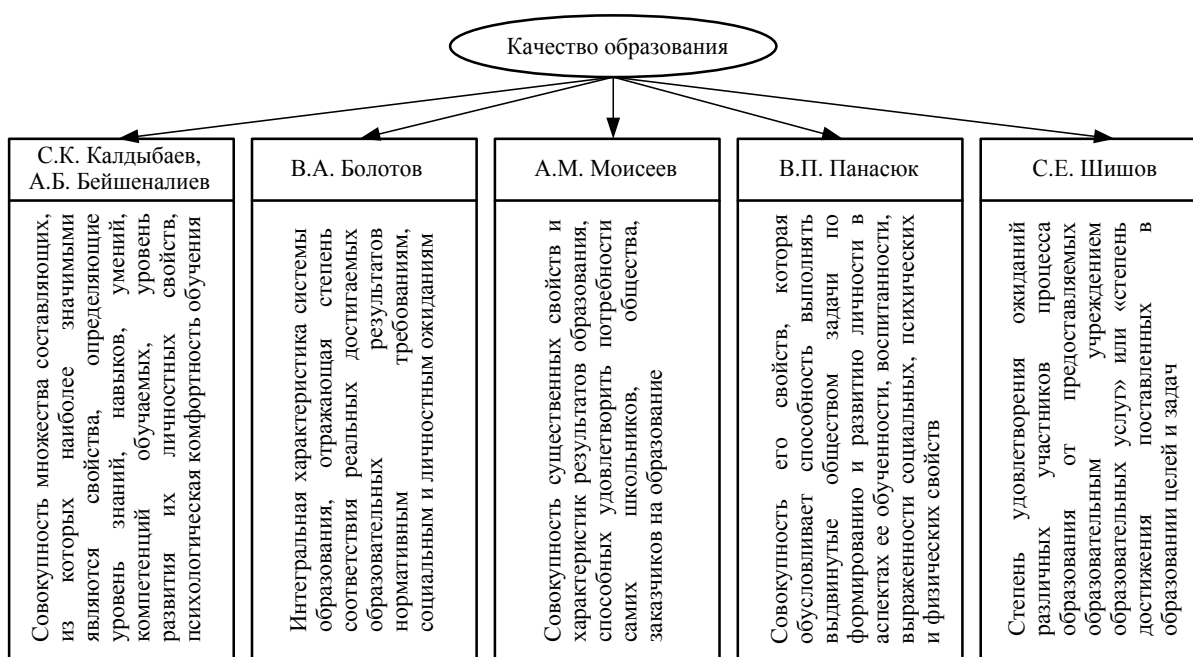 Качество образования
С.К. Калдыбаев,
А.Б. Бейшеналиев
Совокупность множества составляющих,
из которых наиболее значимыми
являются свойства, определяющие
уровень знаний, навыков, умений,
компетенций обучаемых, уровень
развития их личностных свойств,
психологическая комфортность обучения
В.А. Болотов
Интегральная характеристика системы
образования, отражающая степень
соответствия реальных достигаемых
образовательных результатов
нормативным требованиям,
социальным и личностным ожиданиям
А.М. Моисеев
Совокупность существенных свойств и
характеристик результатов образования,
способных удовлетворить потребности
самих школьников, общества,
заказчиков на образование
В.П. Панасюк
Совокупность его свойств, которая
обусловливает способность выполнять
выдвинутые обществом задачи по
формированию и развитию личности в
аспектах ее обученности, воспитанности,
выраженности социальных, психических
и физических свойств
С.Е. Шишов
Степень удовлетворения ожиданий
различных участников процесса
образования от предоставляемых
образовательным учреждением
образовательных услуг» или «степень
достижения поставленных в
образовании целей и задач